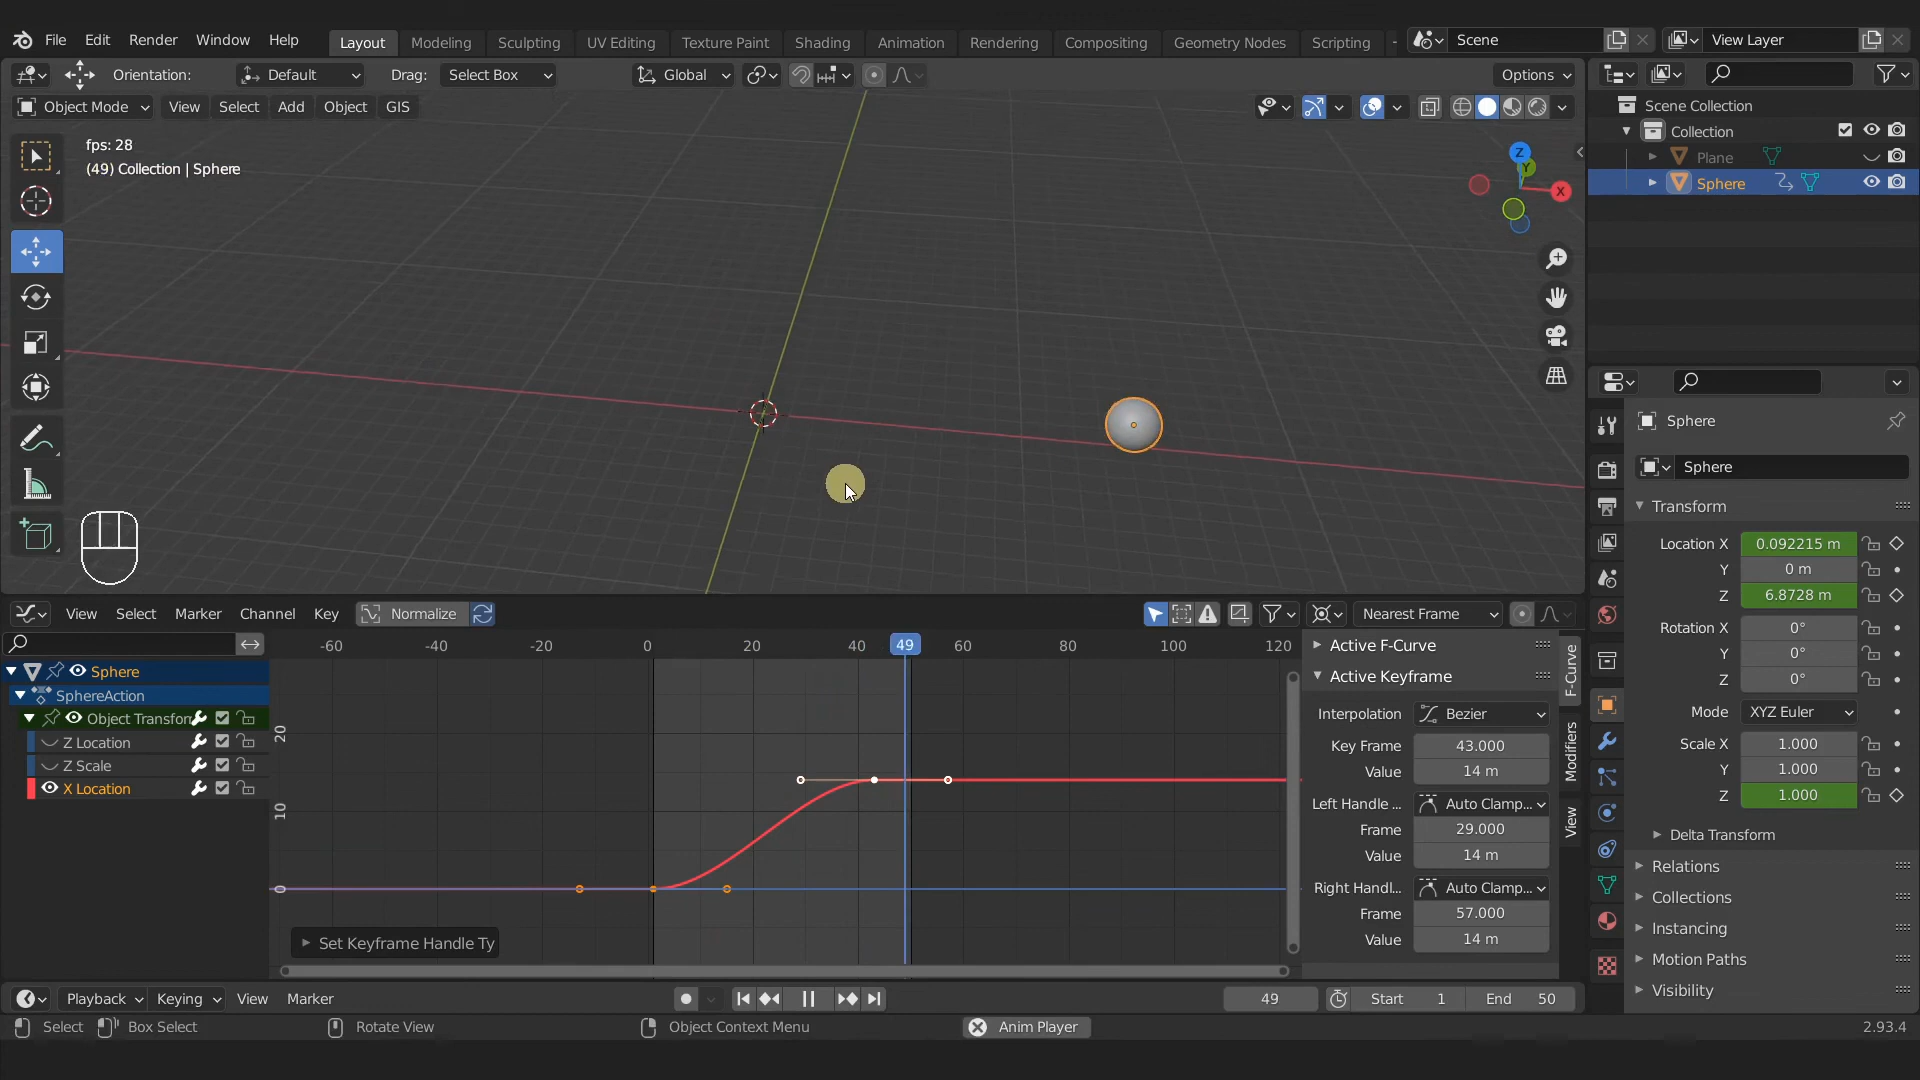 File Edit Render Window Help Layout Modeling Sculpting UV Editing Texture Paint Shading Animation Rendering Compositing Geometry Nodes Scripting Scene View Layer
Orientation: Default Drag: Select Box Global Options
Object Mode View Select Add Object GIS
fps: 28
(49) Collection | Sphere
Z
Y
X
Scene Collection
Collection
Plane
Sphere
Sphere
Sphere
Transform
Location X 0.092215 m
Y 0 m
Z 6.8728 m
Rotation X 0°
Y 0°
Z 0°
Mode XYZ Euler
Scale X 1.000
Y 1.000
Z 1.000
Delta Transform
Relations
Collections
Instancing
Motion Paths
Visibility
View Select Marker Channel Key Normalize Nearest Frame
-60 -40 -20 0 20 40 49 60 80 100 120
Sphere
SphereAction
Object Transfor
Z Location
Z Scale
X Location
20
10
0
Set Keyframe Handle Ty
Active F-Curve
Active Keyframe
Interpolation Bezier
Key Frame 43.000
Value 14 m
Left Handle ... Auto Clamp...
Frame 29.000
Value 14 m
Right Handl... Auto Clamp...
Frame 57.000
Value 14 m
F-Curve
Modifiers
View
Playback Keying View Marker 49 Start 1 End 50
Select Box Select Rotate View Object Context Menu Anim Player 2.93.4